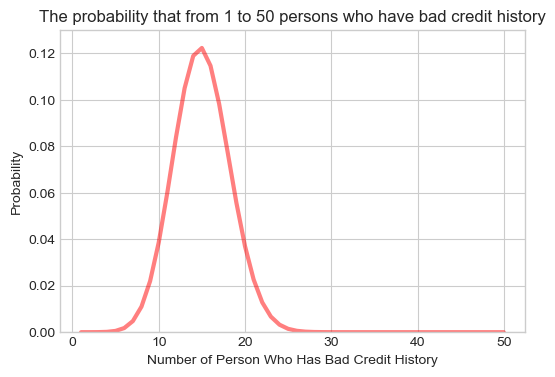 The probability that from 1 to 50 persons who have bad credit history
0.12
0.10
0.08
0.06
0.04
0.02
0.00
Probability
0 10 20 30 40 50
Number of Person Who Has Bad Credit History